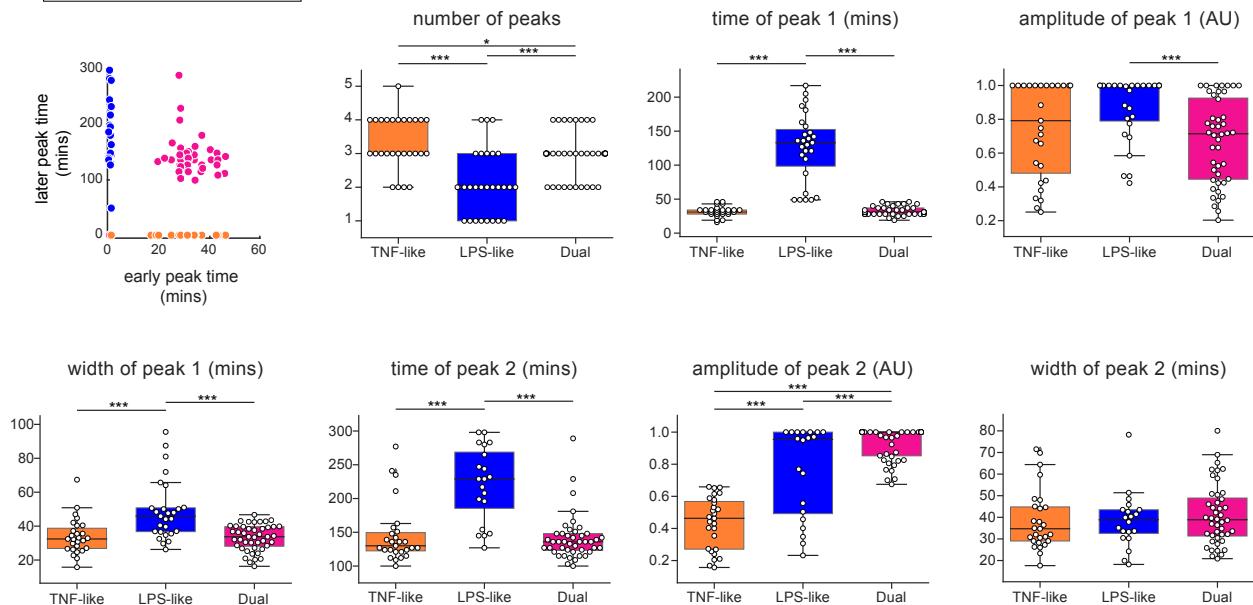 number of peaks
time of peak 1 (mins)
amplitude of peak 1 (AU)
later peak time
(mins)
300
200
100
0
0
20
40
60
early peak time
(mins)
*
***
***
5
4
3
2
1
TNF-like
LPS-like
Dual
***
***
200
150
100
50
0
TNF-like
LPS-like
Dual
***
1.0
0.8
0.6
0.4
0.2
TNF-like
LPS-like
Dual
width of peak 1 (mins)
time of peak 2 (mins)
amplitude of peak 2 (AU)
width of peak 2 (mins)
***
***
100
80
60
40
20
TNF-like
LPS-like
Dual
***
***
300
250
200
150
100
TNF-like
LPS-like
Dual
***
***
***
1.0
0.8
0.6
0.4
0.2
0.0
TNF-like
LPS-like
Dual
80
70
60
50
40
30
20
10
TNF-like
LPS-like
Dual